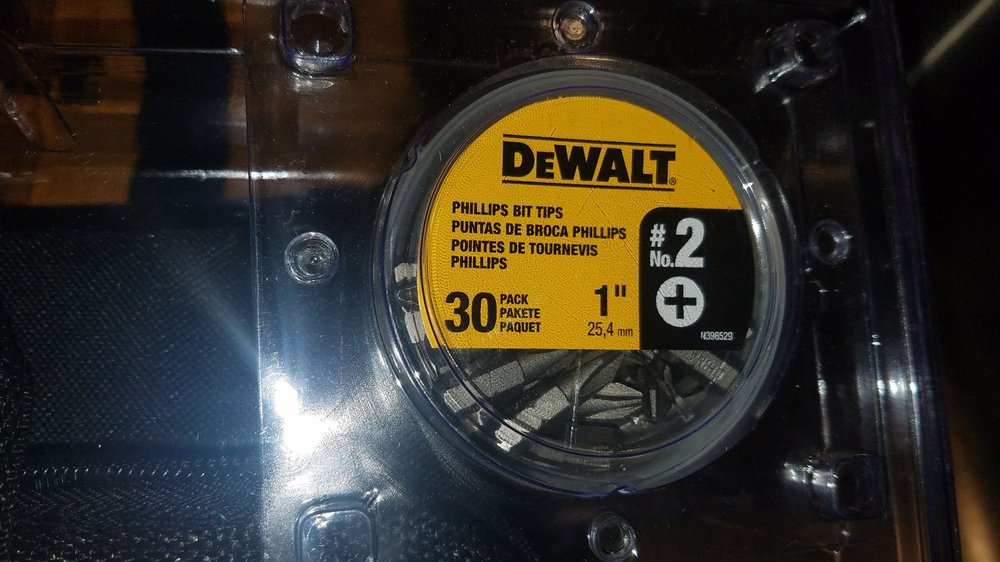 DEWALT®
PHILLIPS BIT TIPS
PUNTAS DE BROCA PHILLIPS
POINTES DE TOURNEVIS
PHILLIPS
30 PACK
PAKETE
PAQUET
1"
25,4 mm
#
No. 2
N398529